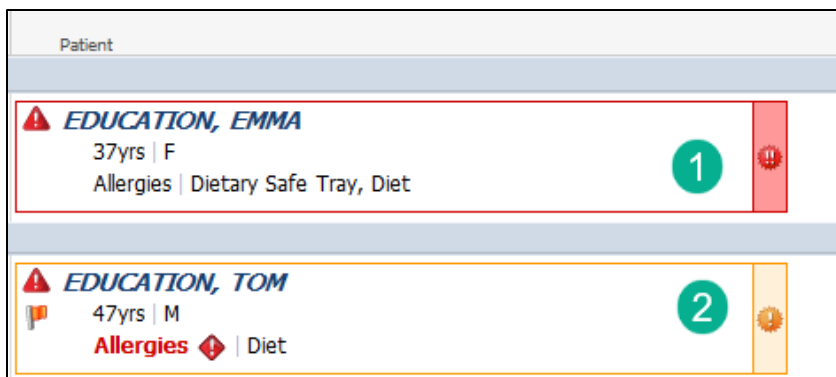 Patient
EDUCATION, EMMA
37yrs | F
Allergies | Dietary Safe Tray, Diet
1
EDUCATION, TOM
47yrs | M
Allergies | Diet
2